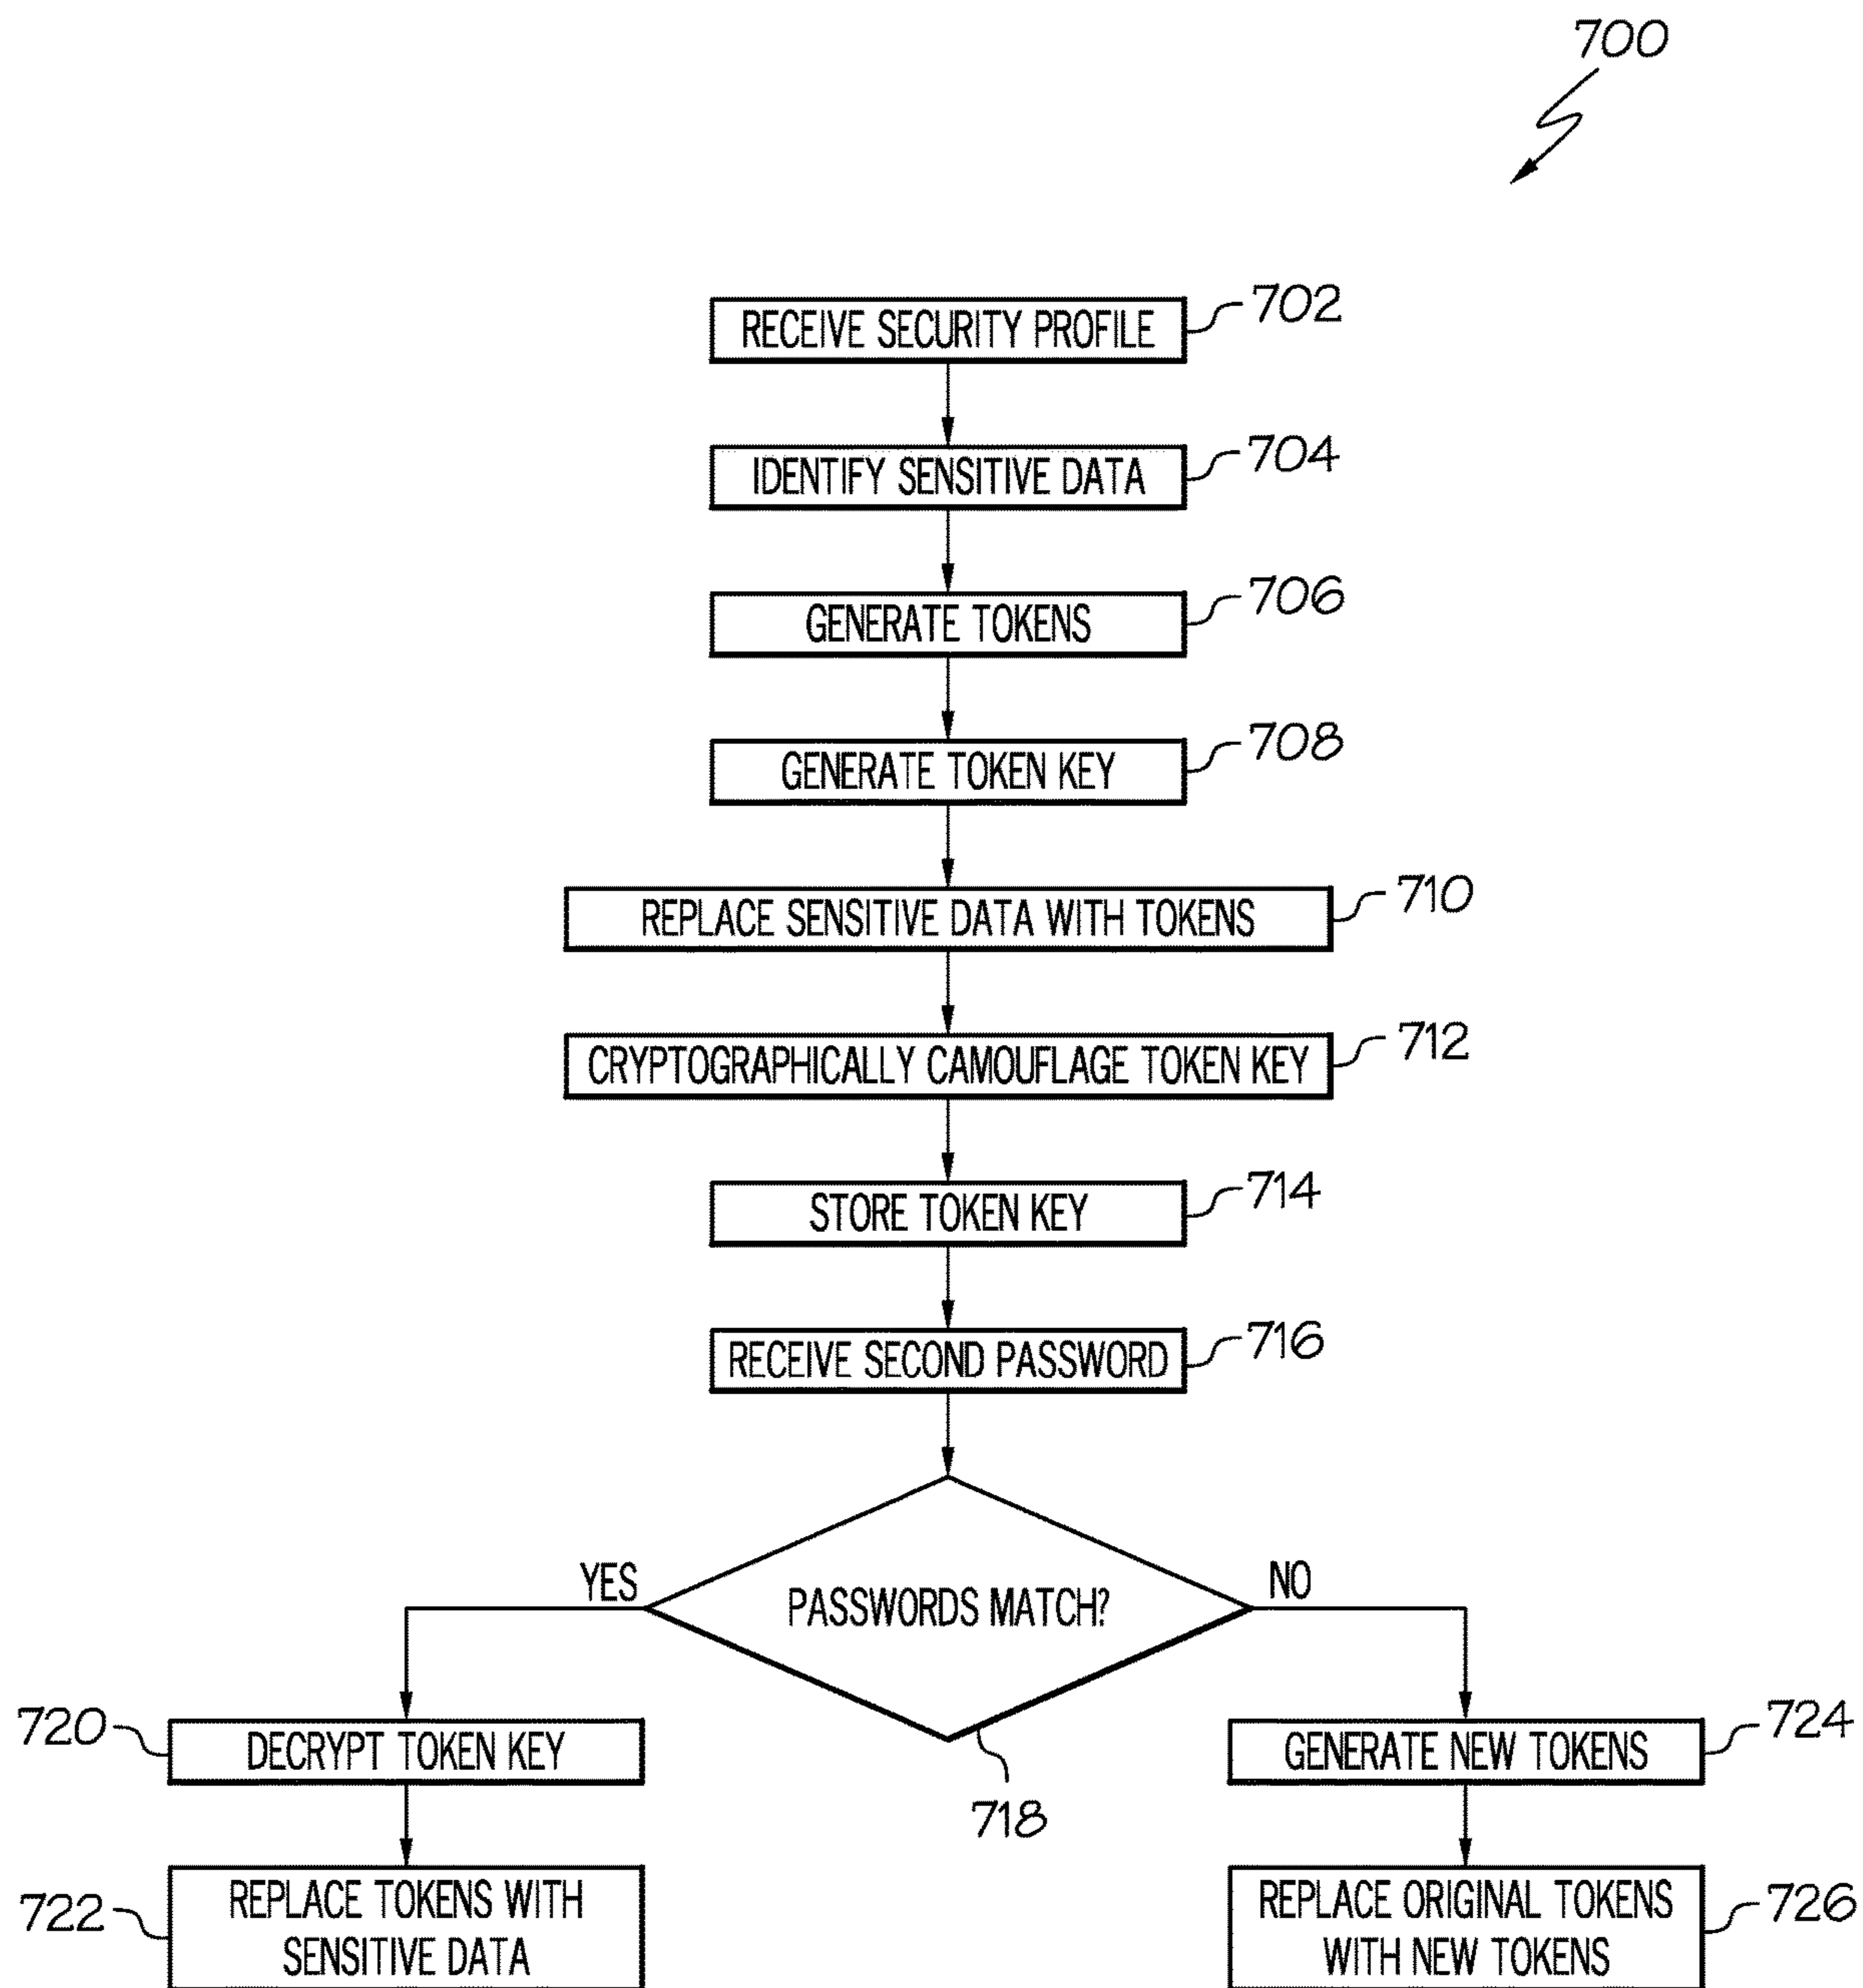 700
RECEIVE SECURITY PROFILE
702
IDENTIFY SENSITIVE DATA
704
GENERATE TOKENS
706
GENERATE TOKEN KEY
708
REPLACE SENSITIVE DATA WITH TOKENS
710
CRYPTOGRAPHICALLY CAMOUFLAGE TOKEN KEY
712
STORE TOKEN KEY
714
RECEIVE SECOND PASSWORD
716
YES
PASSWORDS MATCH?
NO
718
720
DECRYPT TOKEN KEY
GENERATE NEW TOKENS
724
722
REPLACE TOKENS WITH
SENSITIVE DATA
REPLACE ORIGINAL TOKENS
WITH NEW TOKENS
726